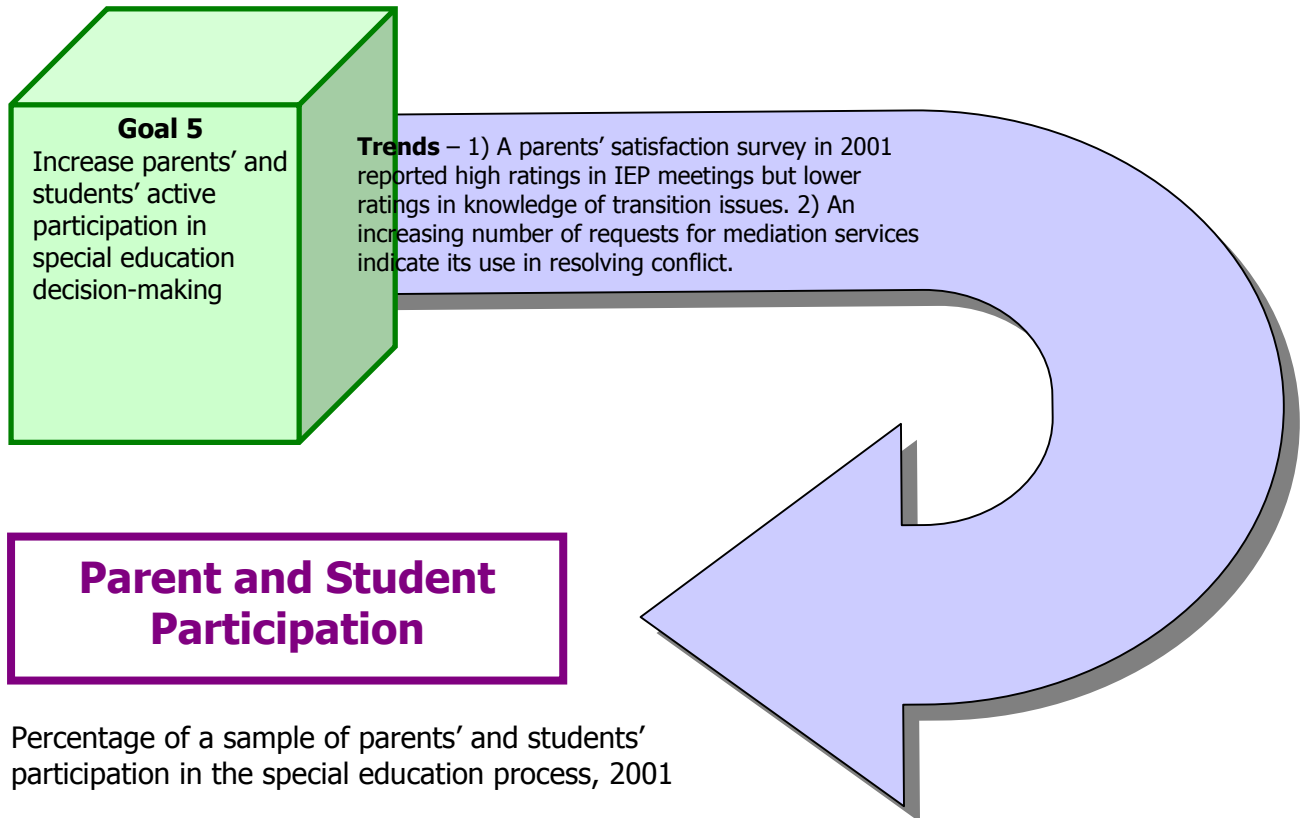 Goal 5
Increase parents’ and
students’ active
participation in
special education
decision-making
Trends – 1) A parents’ satisfaction survey in 2001
reported high ratings in IEP meetings but lower
ratings in knowledge of transition issues. 2) An
increasing number of requests for mediation services
indicate its use in resolving conflict.
Parent and Student
Participation
Percentage of a sample of parents’ and students’
participation in the special education process, 2001